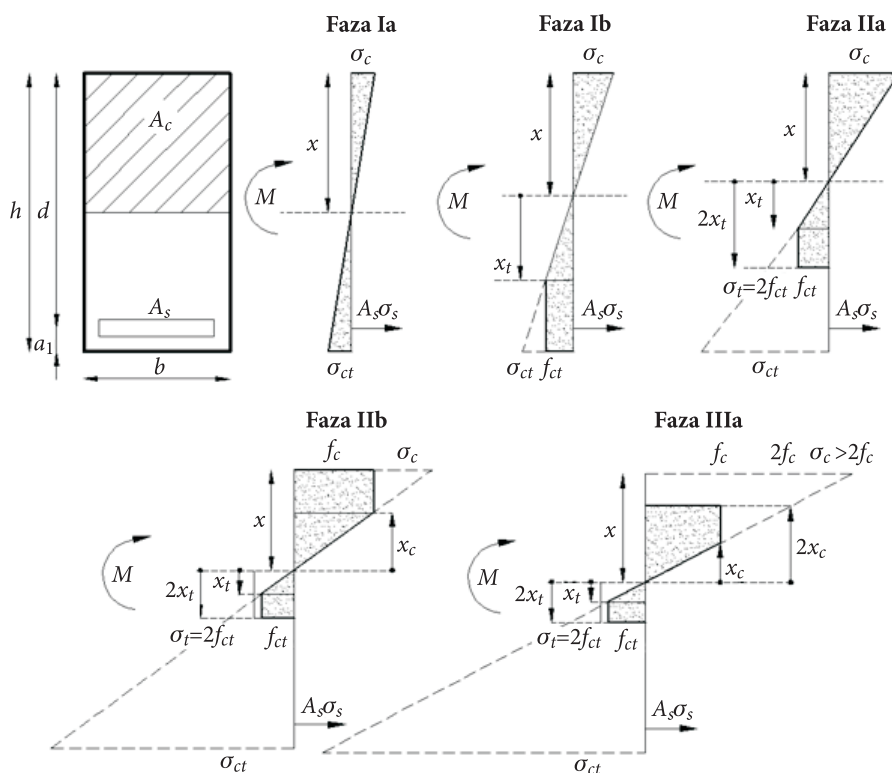 Faza Ia
Faza Ib
Faza IIa
σc
σc
σc
Ac
x
x
x
h
d
M
M
M
xt
2xt
xt
As
Asσs
Asσs
σt=2fct fct
Asσs
a1
b
σct
σct fct
σct
Faza IIb
Faza IIIa
fc
σc
fc
2fc
σc >2fc
x
x
xc
2xc
xc
M
M
2xt
xt
2xt
xt
σt=2fct
fct
σt=2fct
fct
Asσs
Asσs
σct
σct